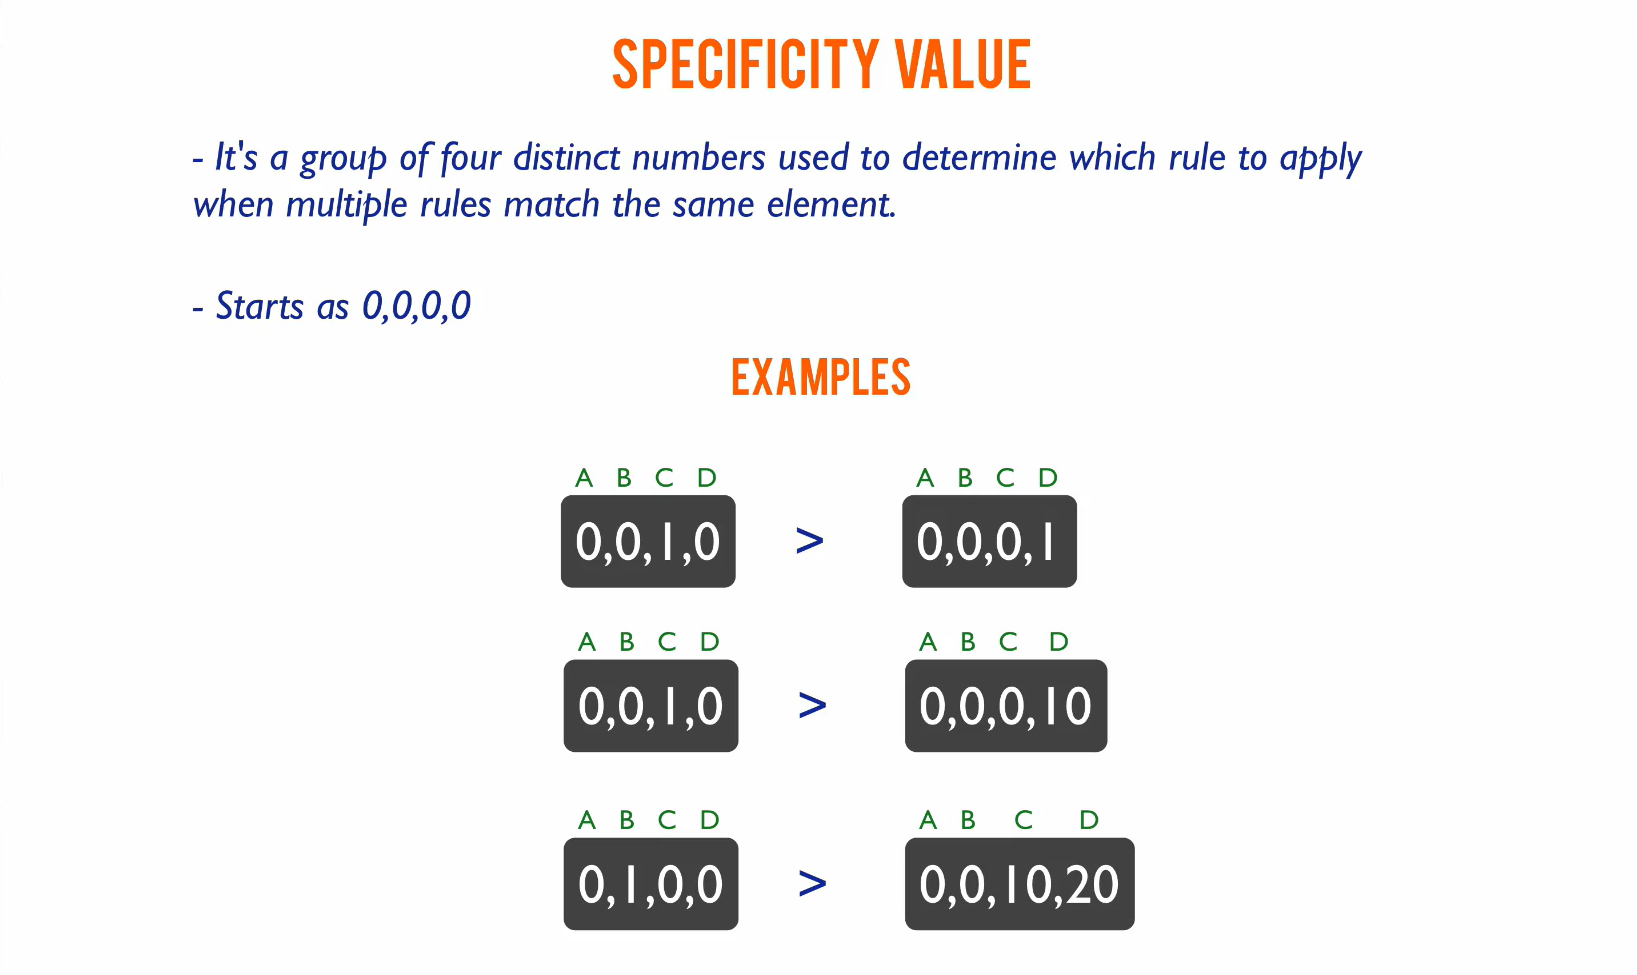 SPECIFICITY VALUE
- It's a group of four distinct numbers used to determine which rule to apply
when multiple rules match the same element.
- Starts as 0,0,0,0
EXAMPLES
A B C D A B C D
0,0,1,0 > 0,0,0,1
A B C D A B C D
0,0,1,0 > 0,0,0,10
A B C D A B C D
0,1,0,0 > 0,0,10,20